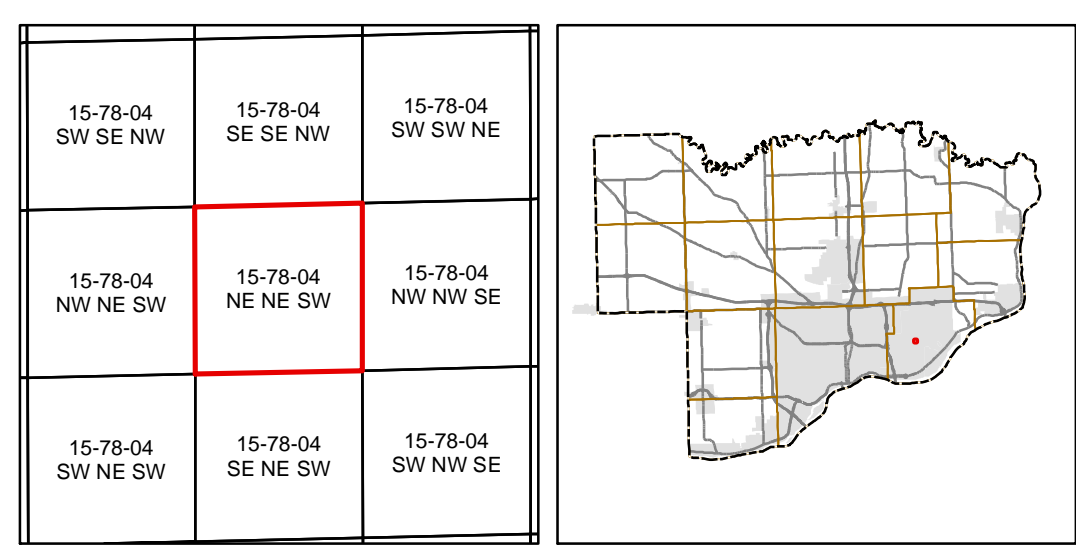 15-78-04
SW SE NW
15-78-04
SE SE NW
15-78-04
SW SW NE
15-78-04
NW NE SW
15-78-04
NE NE SW
15-78-04
NW NW SE
15-78-04
SW NE SW
15-78-04
SE NE SW
15-78-04
SW NW SE